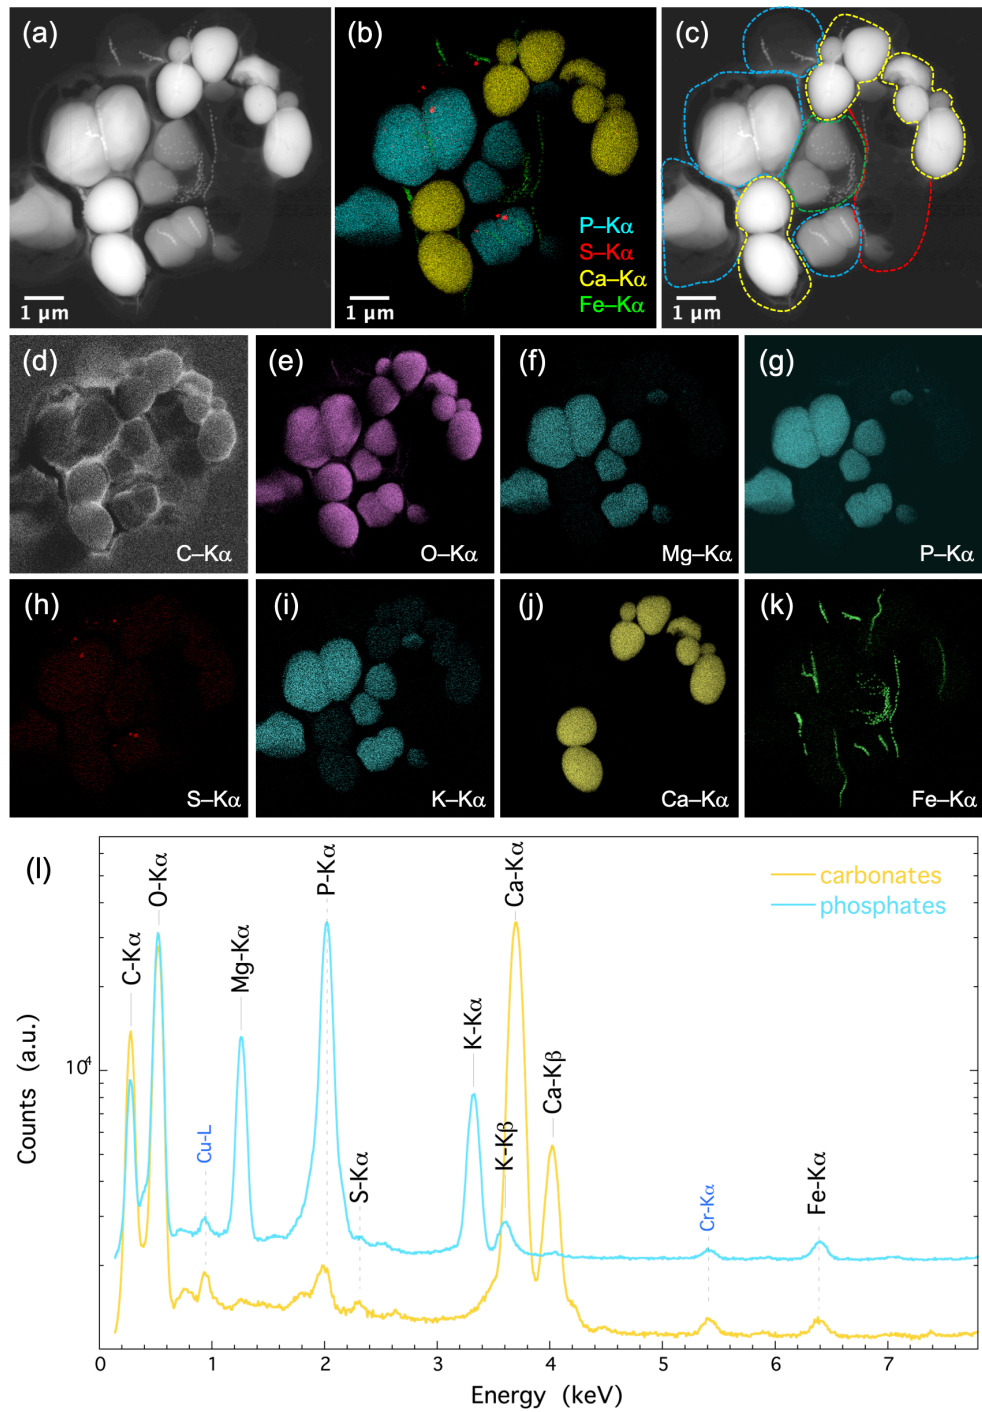 (a)
(b)
(c)
P–Kα
S–Kα
Ca–Kα
Fe–Kα
1 μm
1 μm
1 μm
(d)
(e)
(f)
(g)
C–Kα
O–Kα
Mg–Kα
P–Kα
(h)
(i)
(j)
(k)
S–Kα
K–Kα
Ca–Kα
Fe–Kα
(l)
carbonates
phosphates
C-Kα
O-Kα
Cu-L
Mg-Kα
P-Kα
S-Kα
K-Kα
K-Kβ
Ca-Kα
Ca-Kβ
Cr-Kα
Fe-Kα
10⁴
Counts (a.u.)
0 1 2 3 4 5 6 7
Energy (keV)